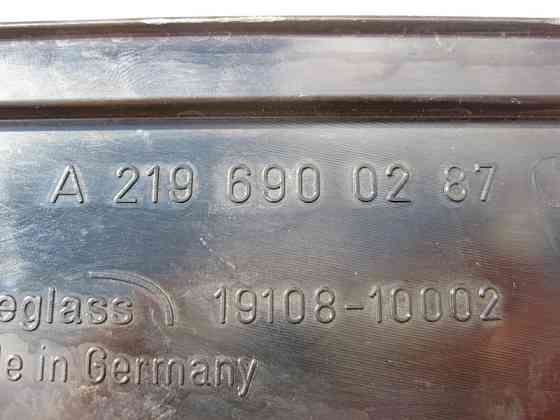 A 219 690 02 87
eglass 19108-10002
e in Germany